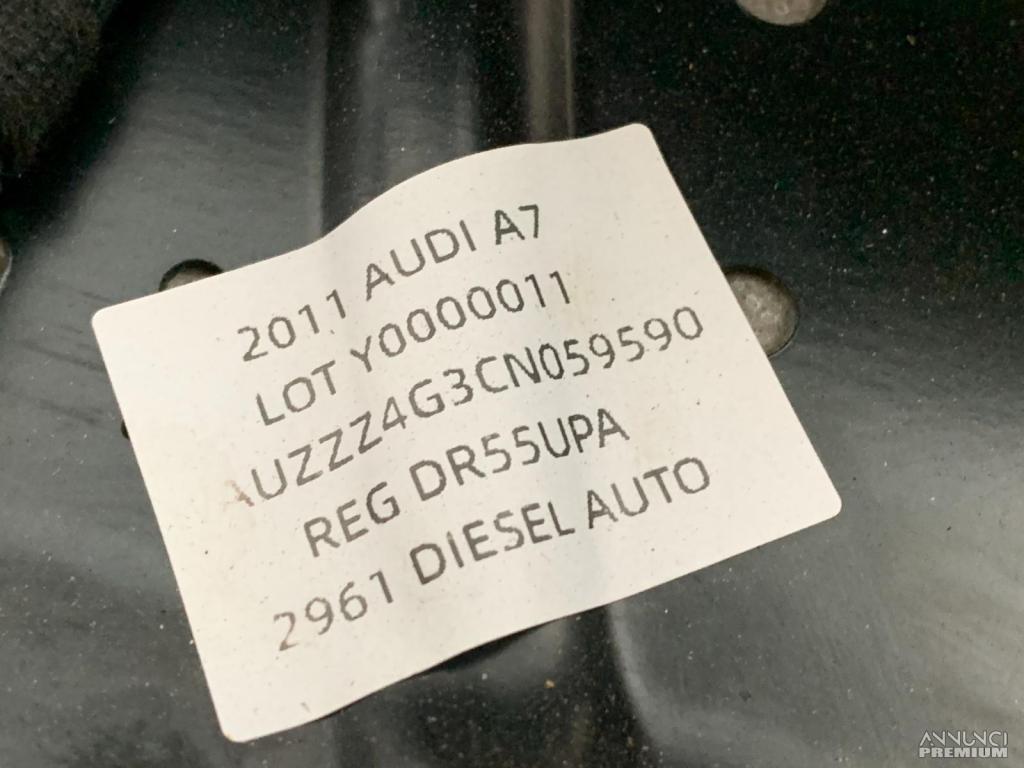 2011 AUDI A7
LOT Y0000011
AUZZZ4G3CN059590
REG DR55UPA
2961 DIESEL AUTO
ANNUNCI
PREMIUM